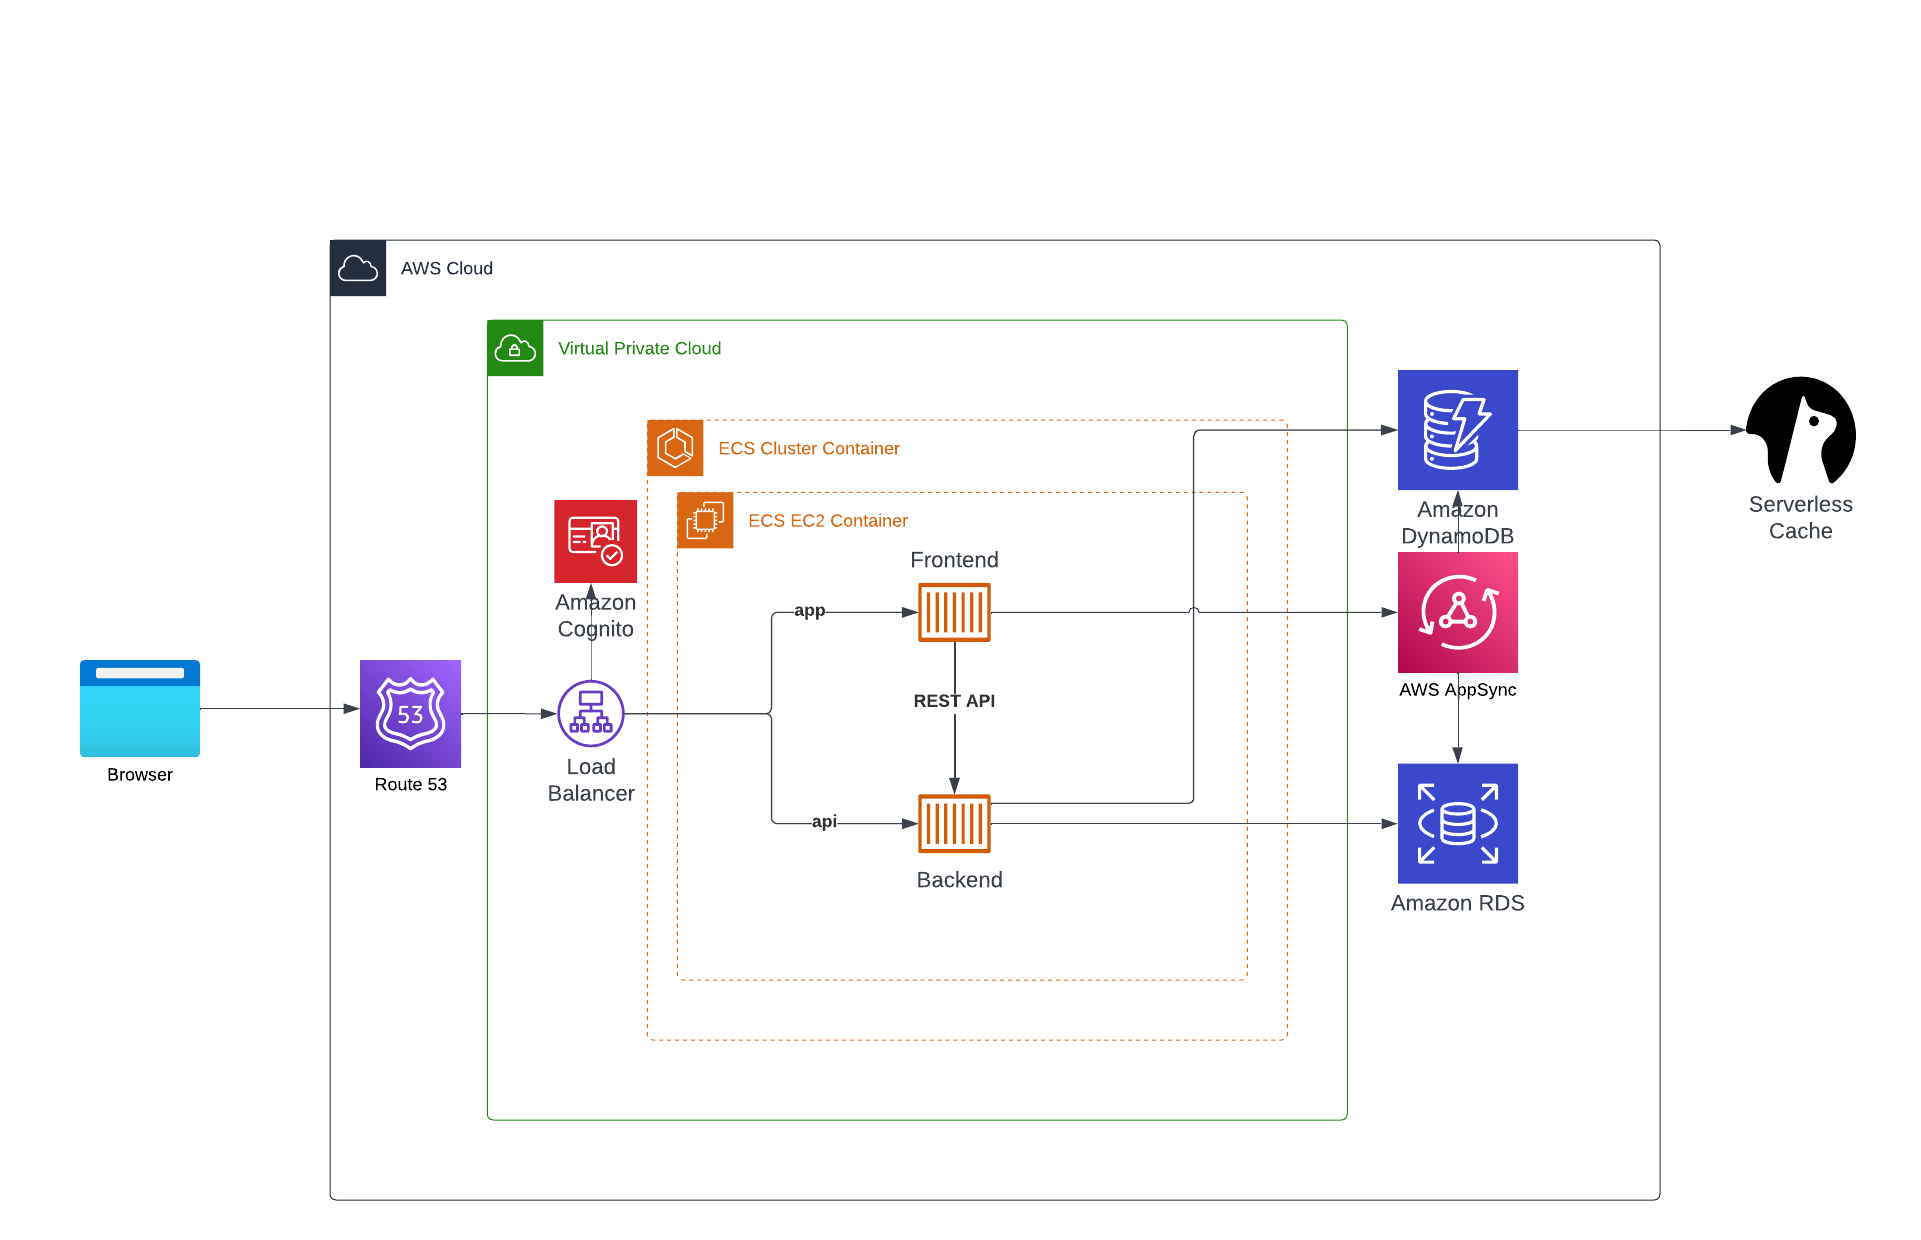 AWS Cloud
Virtual Private Cloud
ECS Cluster Container
ECS EC2 Container
Frontend
Amazon
DynamoDB
Serverless
Cache
Amazon
Cognito
app
REST API
AWS AppSync
53
Browser
Route 53
Load
Balancer
api
Backend
Amazon RDS